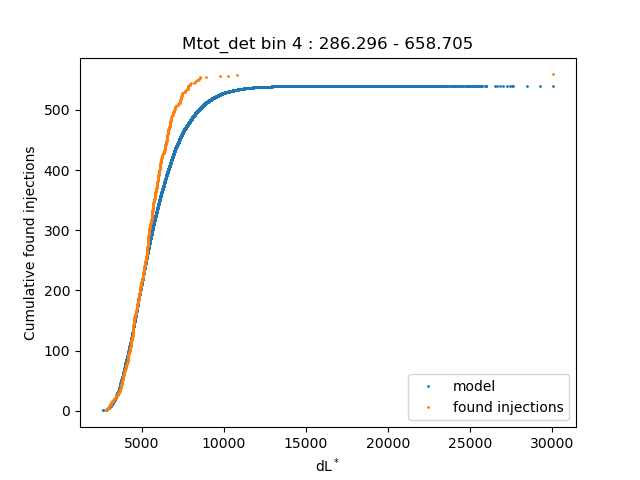 Mtot_det bin 4 : 286.296 - 658.705
Cumulative found injections
500
400
300
200
100
0
5000 10000 15000 20000 25000 30000
dL*
model
found injections